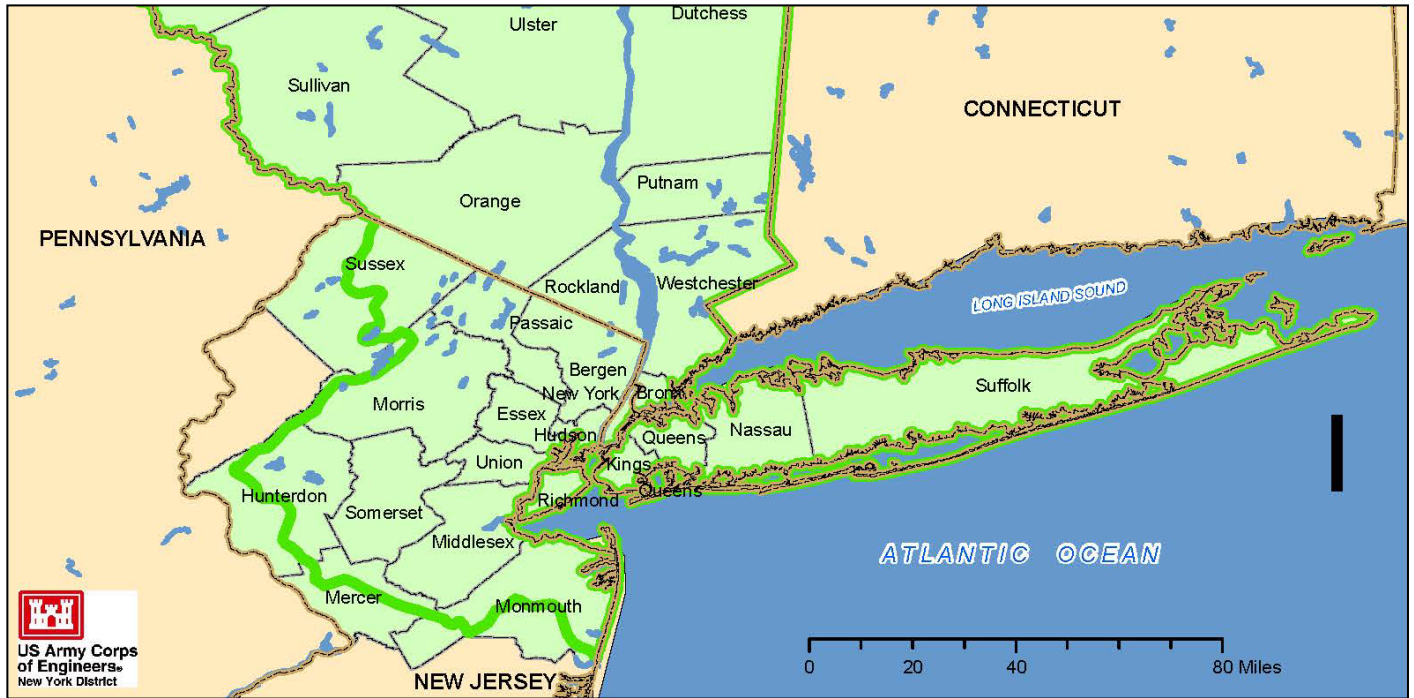 Dutchess
Ulster
Sullivan
CONNECTICUT
Putnam
Orange
PENNSYLVANIA
Sussex
Rockland
Westchester
LONG ISLAND SOUND
Passaic
Bergen
New York
Bronx
Suffolk
Morris
Essex
Hudson
Queens
Nassau
Union
Kings
Hunterdon
Queens
Richmond
Somerset
Middlesex
ATLANTIC OCEAN
Mercer
Monmouth
US Army Corps
of Engineers®
New York District
0 20 40 80 Miles
NEW JERSEY